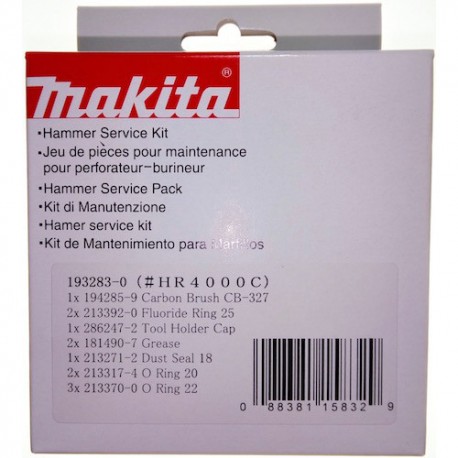 makita®
•Hammer Service Kit
•Jeu de pièces pour maintenance
pour perforateur-burineur
•Hammer Service Pack
•Kit di Manutenzione
•Hamer service kit
•Kit de Mantenimiento para Martillos
193283-0 (#HR4000C)
1x 194285-9 Carbon Brush CB-327
2x 213392-0 Fluoride Ring 25
1x 286247-2 Tool Holder Cap
2x 181490-7 Grease
1x 213271-2 Dust Seal 18
2x 213317-4 O Ring 20
3x 213370-0 O Ring 22
0 88381 15832 9